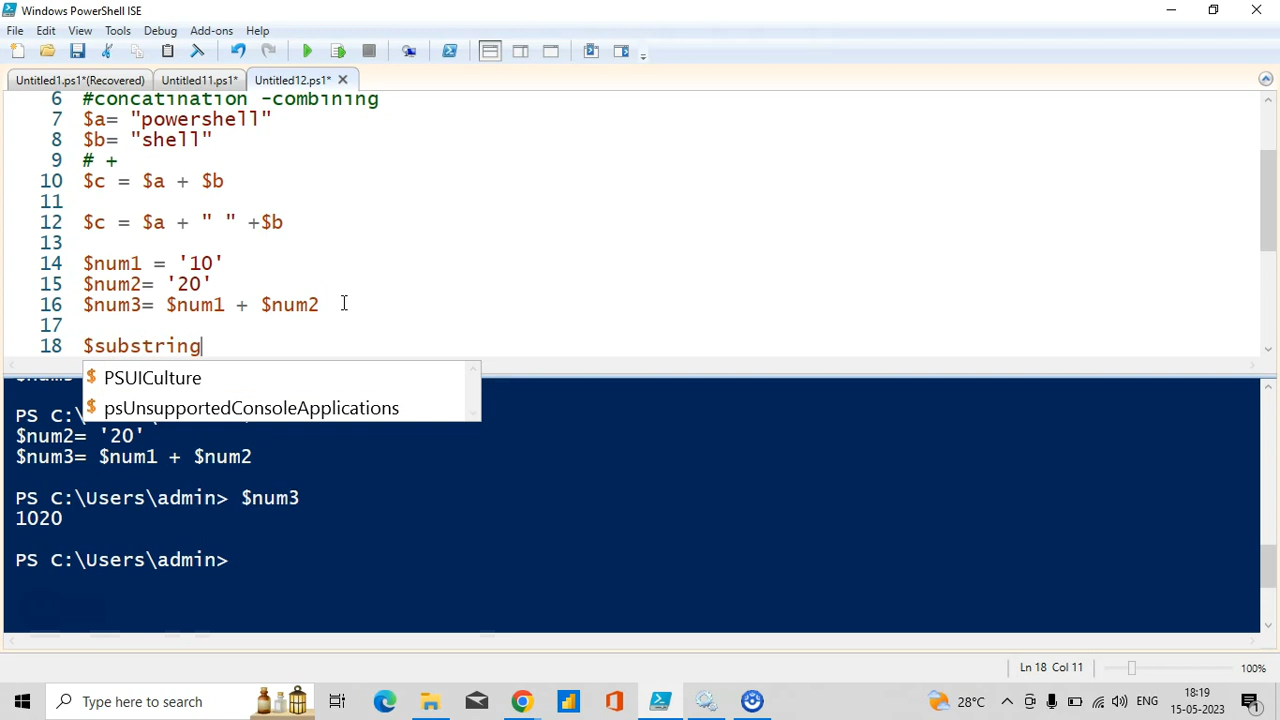 Windows PowerShell ISE
File Edit View Tools Debug Add-ons Help
Untitled1.ps1*(Recovered) Untitled11.ps1* Untitled12.ps1*
6 #concatination -combining
7 $a= "powershell"
8 $b= "shell"
9 # +
10 $c = $a + $b
11
12 $c = $a + " " +$b
13
14 $num1 = '10'
15 $num2= '20'
16 $num3= $num1 + $num2
17
18 $substring
PSUICulture
psUnsupportedConsoleApplications
PS C:\
$num2= '20'
$num3= $num1 + $num2
PS C:\Users\admin> $num3
1020
PS C:\Users\admin>
Ln 18 Col 11 100%
Type here to search
28°C ENG 18:19
15-05-2023 1